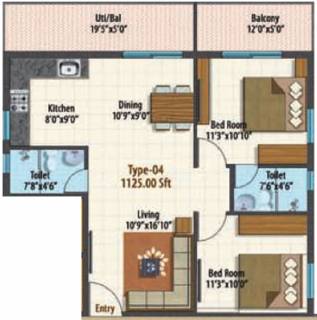 Uti/Bal
19'5"x5'0"
Balcony
12'0"x5'0"
Kitchen
8'0"x9'0"
Dining
10'9"x9'0"
Bed Room
11'3"x10'10"
Toilet
7'8"x4'6"
Type-04
1125.00 Sft
Toilet
7'6"x4'6"
Living
10'9"x16'10"
Bed Room
11'3"x10'0"
Entry